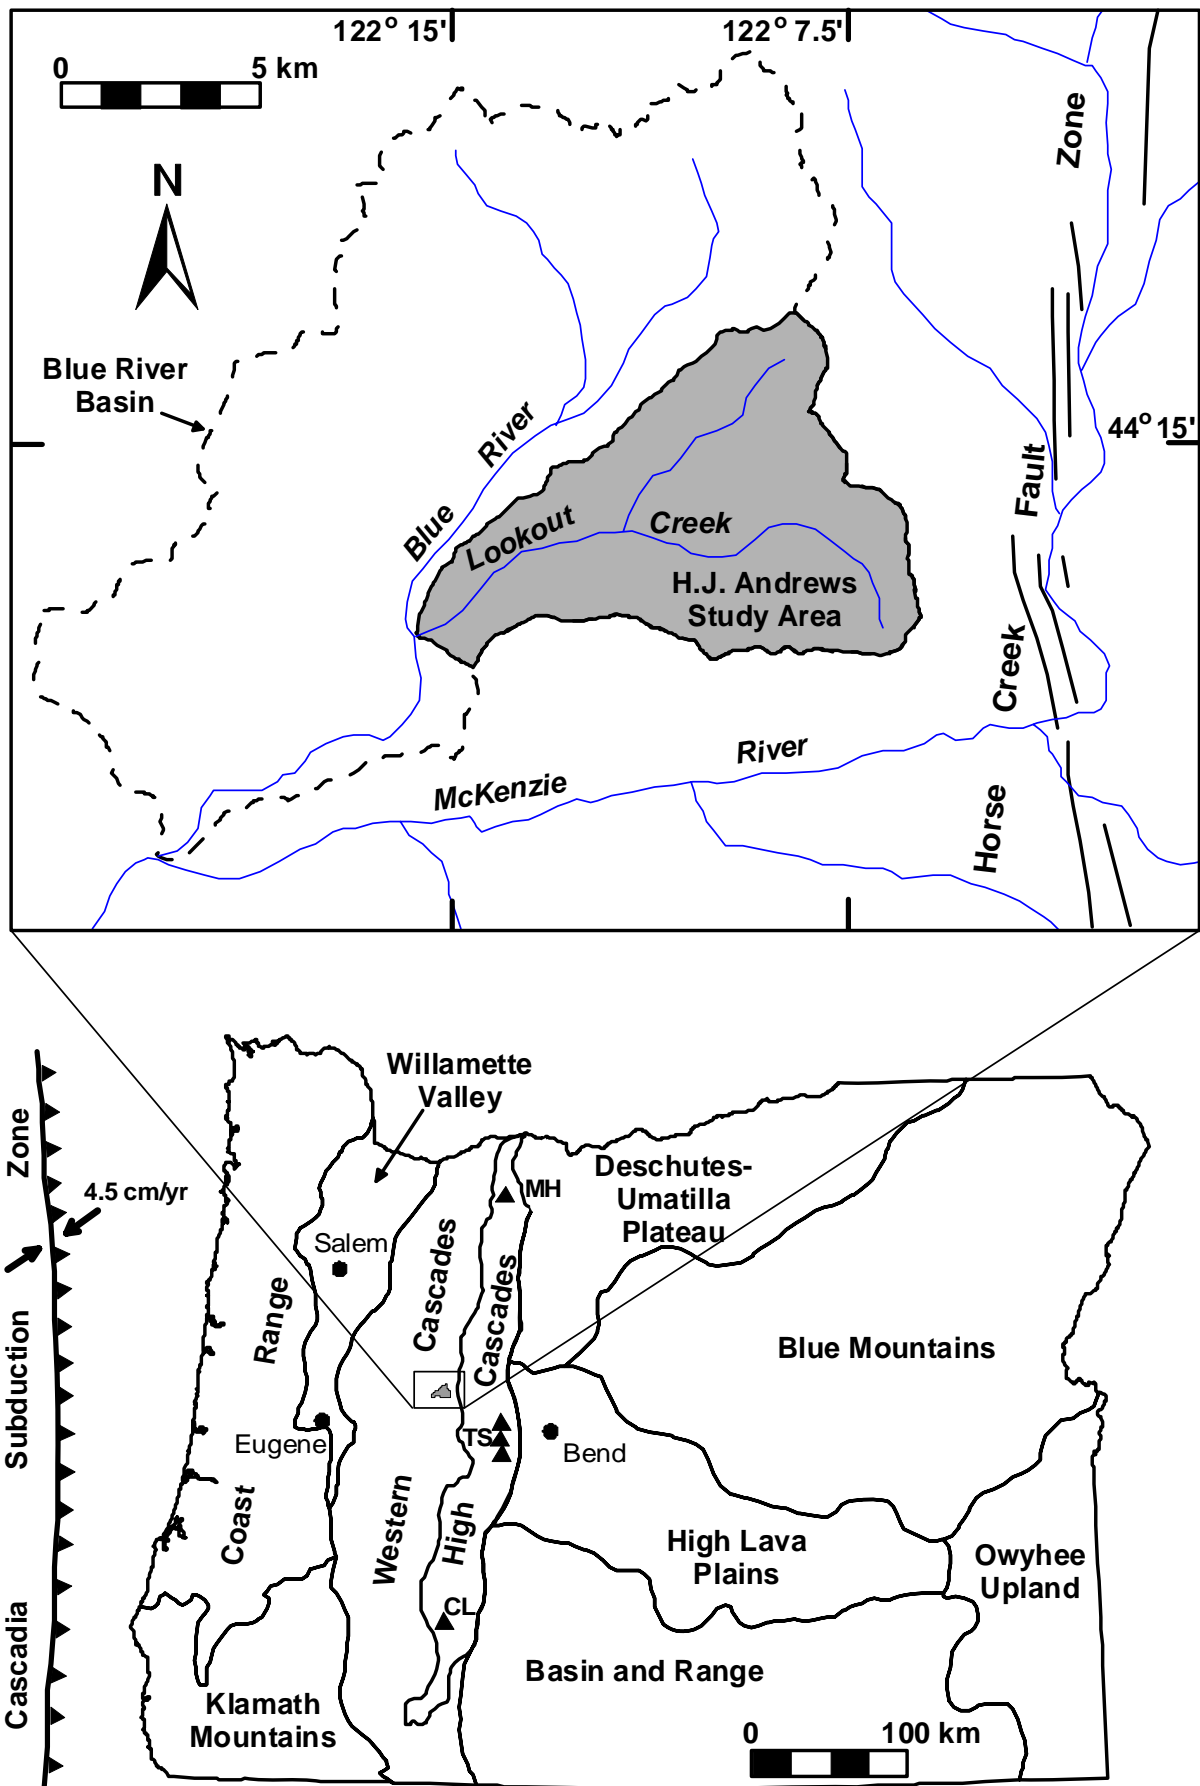 122° 15'
122° 7.5'
0 5 km
N
Zone
Blue River
Basin
44° 15'
River
Blue
Fault
Lookout
Creek
H.J. Andrews
Study Area
Creek
River
McKenzie
Horse
Willamette
Valley
Zone
4.5 cm/yr
MH
Deschutes-
Umatilla
Plateau
Salem
Cascades
Cascades
Range
Blue Mountains
Subduction
Eugene
TS
Bend
Coast
Western
High
High Lava
Plains
Owyhee
Upland
CL
Cascadia
Basin and Range
Klamath
Mountains
0 100 km